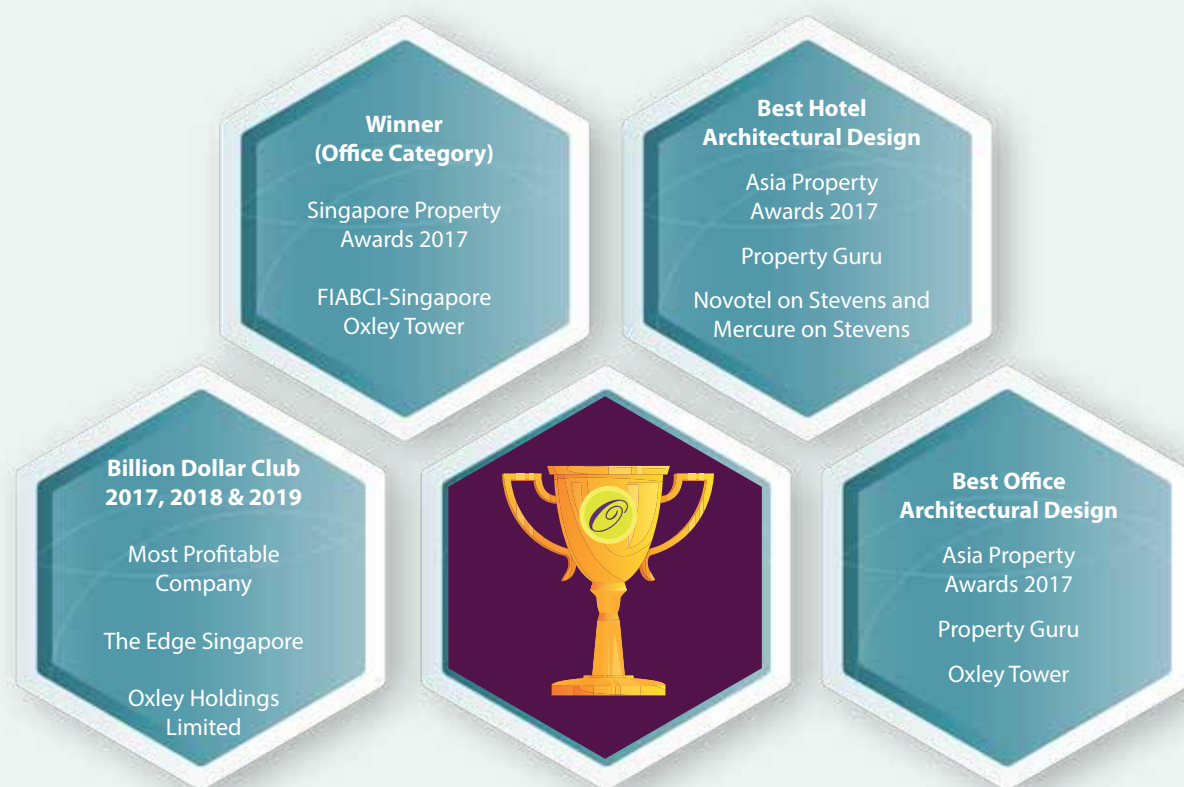 Winner
(Office Category)
Singapore Property
Awards 2017
FIABCI-Singapore
Oxley Tower
Best Hotel
Architectural Design
Asia Property
Awards 2017
Property Guru
Novotel on Stevens and
Mercure on Stevens
Billion Dollar Club
2017, 2018 & 2019
Most Profitable
Company
The Edge Singapore
Oxley Holdings
Limited
O
Best Office
Architectural Design
Asia Property
Awards 2017
Property Guru
Oxley Tower